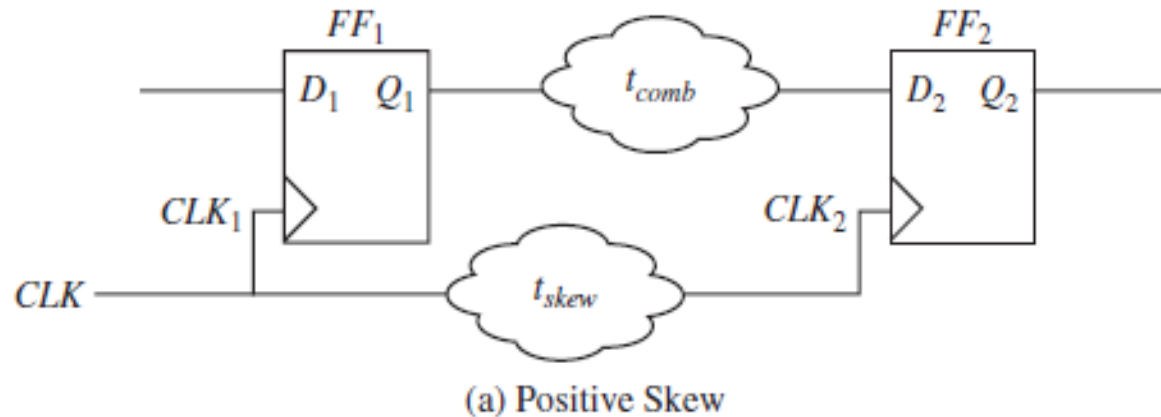 FF1 FF2
D1 Q1 tcomb D2 Q2
CLK1 CLK2
CLK tskew
(a) Positive Skew